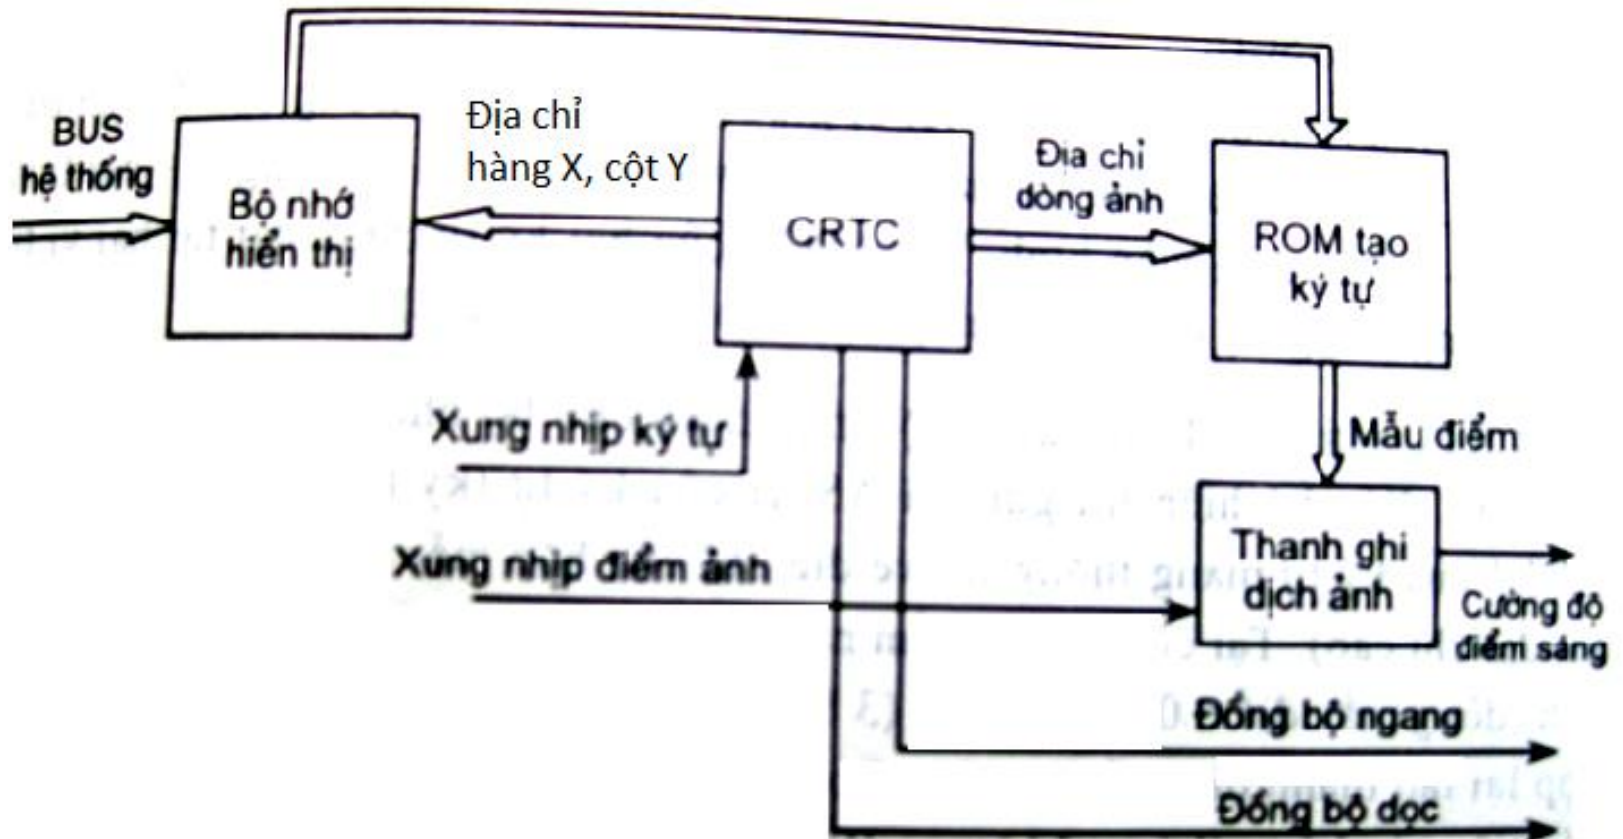 BUS
hệ thống
Bộ nhớ
hiển thị
Địa chỉ
hàng X, cột Y
CRTC
Địa chỉ
dòng ảnh
ROM tạo
ký tự
Xung nhịp ký tự
Mẫu điểm
Xung nhịp điểm ảnh
Thanh ghi
dịch ảnh
Cường độ
điểm sáng
Đồng bộ ngang
Đồng bộ dọc